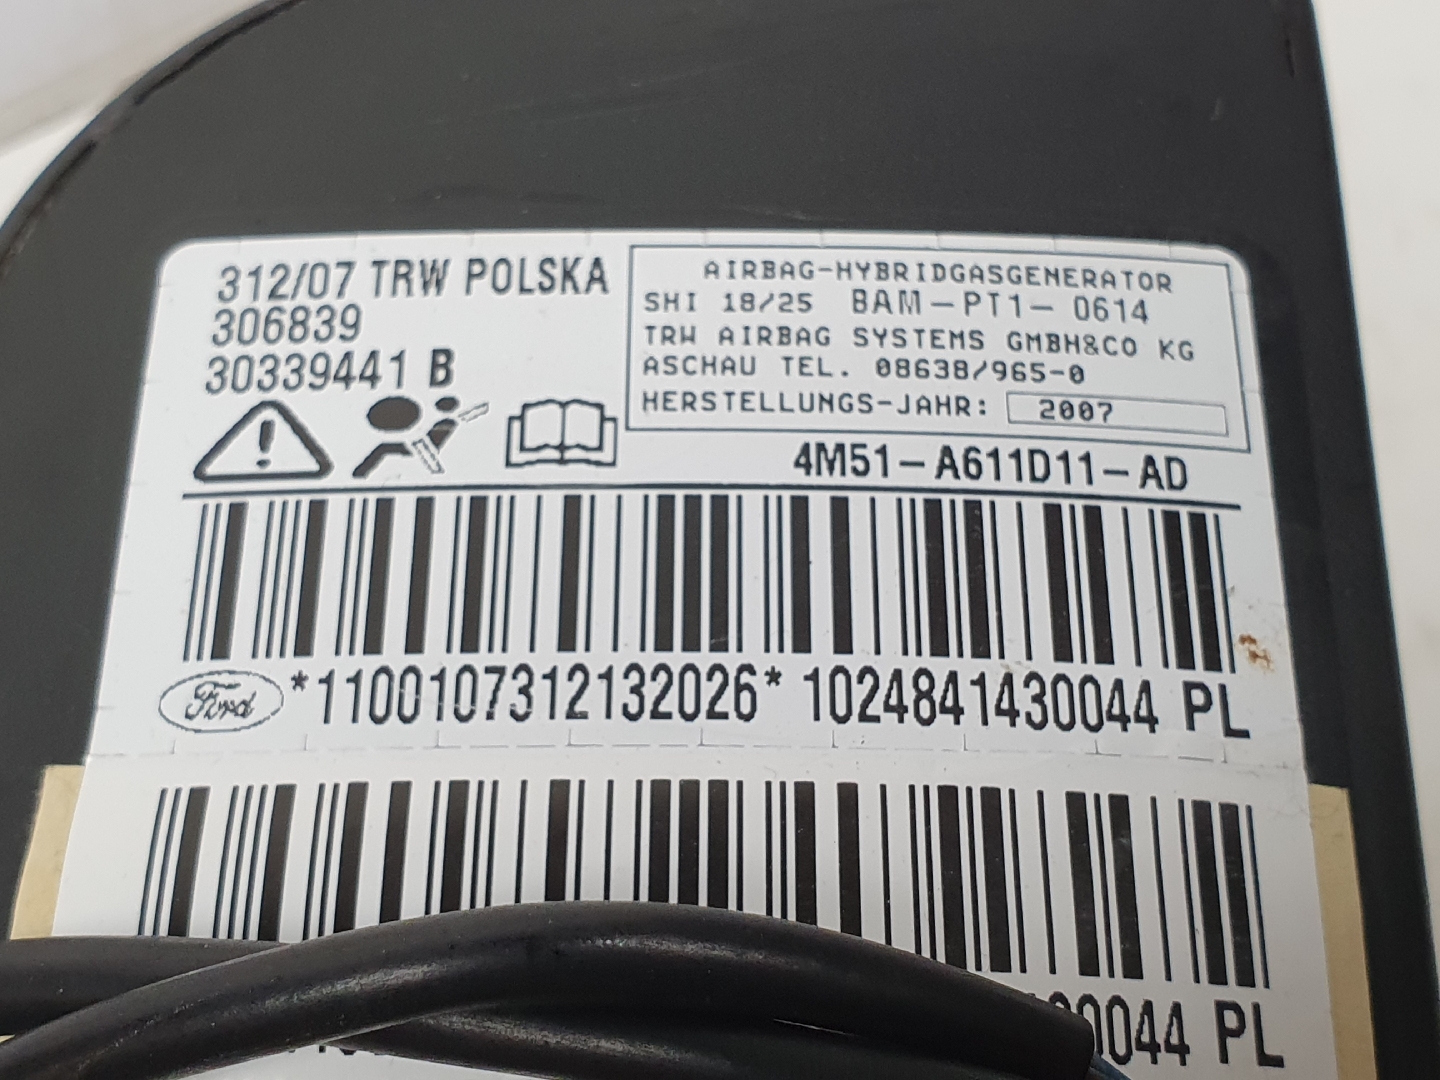 312/07 TRW POLSKA
306839
30339441 B
AIRBAG-HYBRIDGASGENERATOR
SHI 18/25 BAM-PT1-0614
TRW AIRBAG SYSTEMS GMBH&CO KG
ASCHAU TEL. 08638/965-0
HERSTELLUNGS-JAHR: 2007
4M51-A611D11-AD
Ford *1100107312132026* 1024841430044 PL
0044 PL